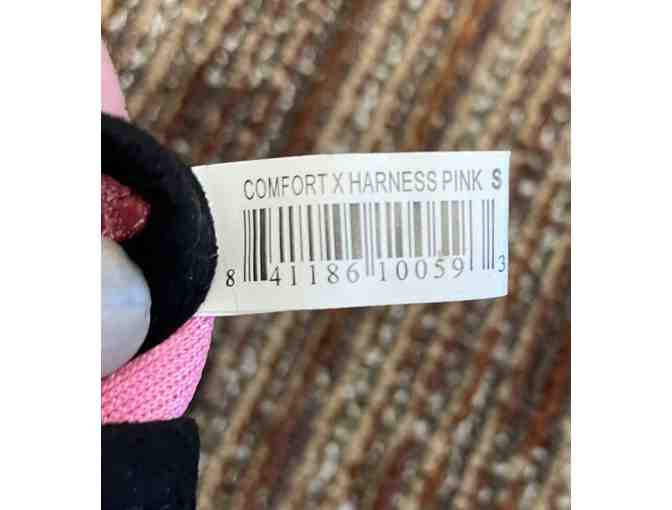 COMFORT X HARNESS PINK S
8 41186 10059 3